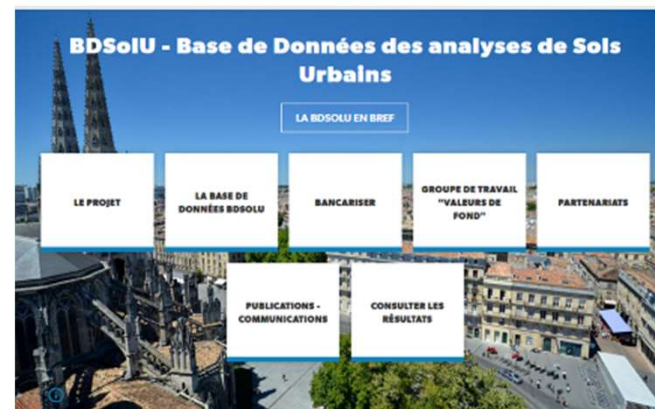 BDSolU - Base de Données des analyses de Sols
Urbains
LA BDSOLU EN BREF
LE PROJET
LA BASE DE
DONNÉES BDSOLU
BANCARISER
GROUPE DE TRAVAIL
"VALEURS DE
FOND"
PARTENARIATS
PUBLICATIONS -
COMMUNICATIONS
CONSULTER LES
RÉSULTATS